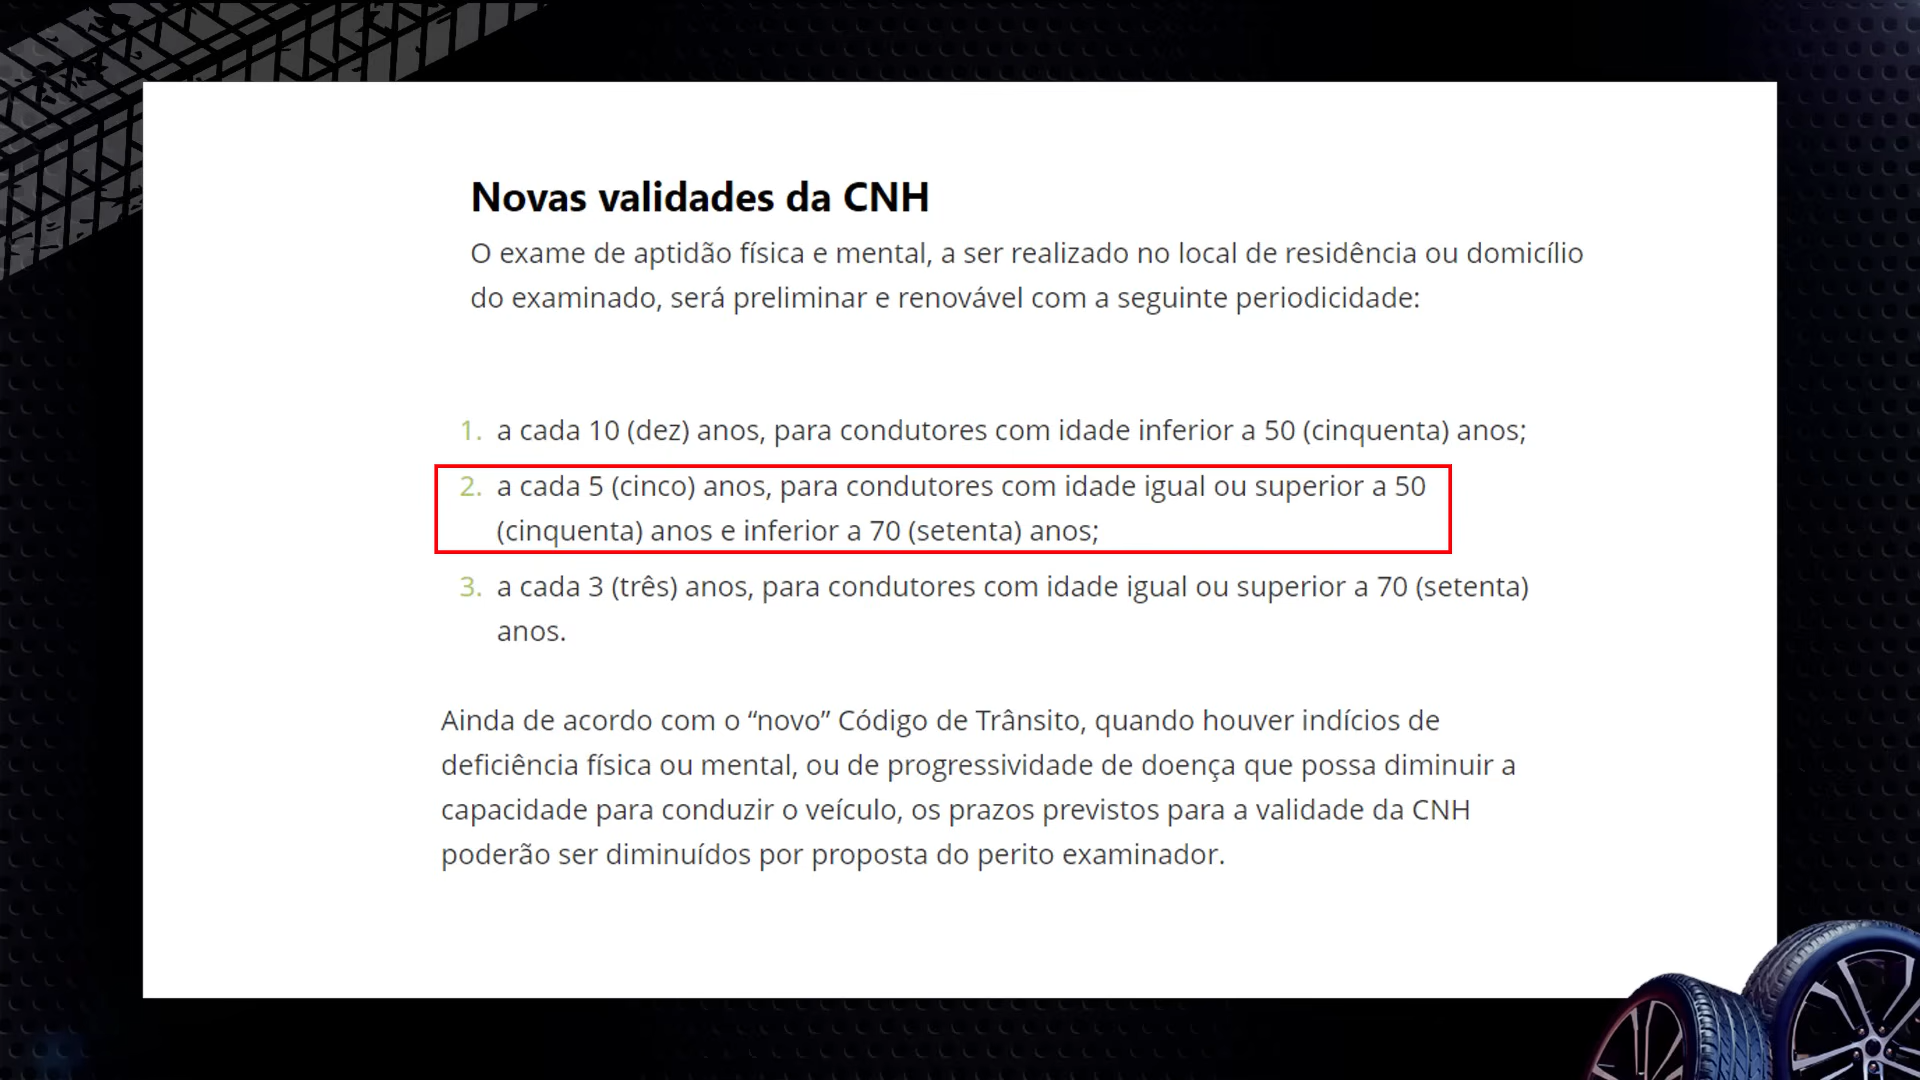 Novas validades da CNH
O exame de aptidão física e mental, a ser realizado no local de residência ou domicílio
do examinado, será preliminar e renovável com a seguinte periodicidade:
1. a cada 10 (dez) anos, para condutores com idade inferior a 50 (cinquenta) anos;
2. a cada 5 (cinco) anos, para condutores com idade igual ou superior a 50
(cinquenta) anos e inferior a 70 (setenta) anos;
3. a cada 3 (três) anos, para condutores com idade igual ou superior a 70 (setenta)
anos.
Ainda de acordo com o “novo” Código de Trânsito, quando houver indícios de
deficiência física ou mental, ou de progressividade de doença que possa diminuir a
capacidade para conduzir o veículo, os prazos previstos para a validade da CNH
poderão ser diminuídos por proposta do perito examinador.